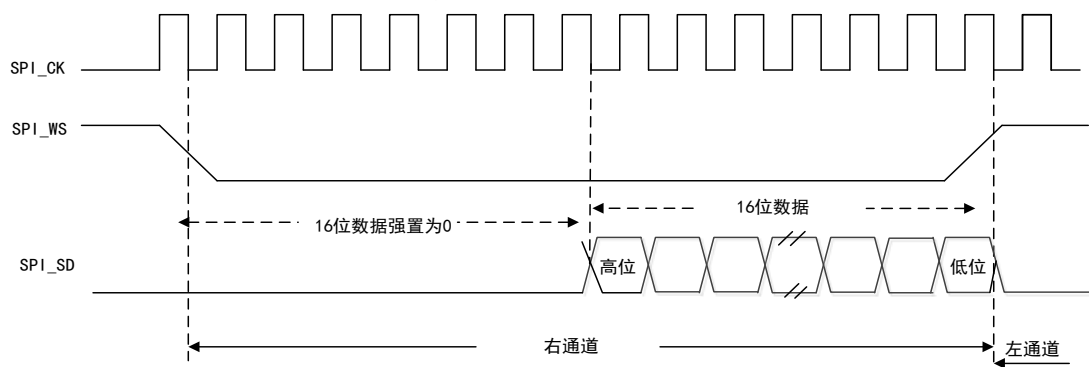 SPI_CK
SPI_WS
16位数据强置为0
16位数据
SPI_SD
高位
低位
右通道
左通道